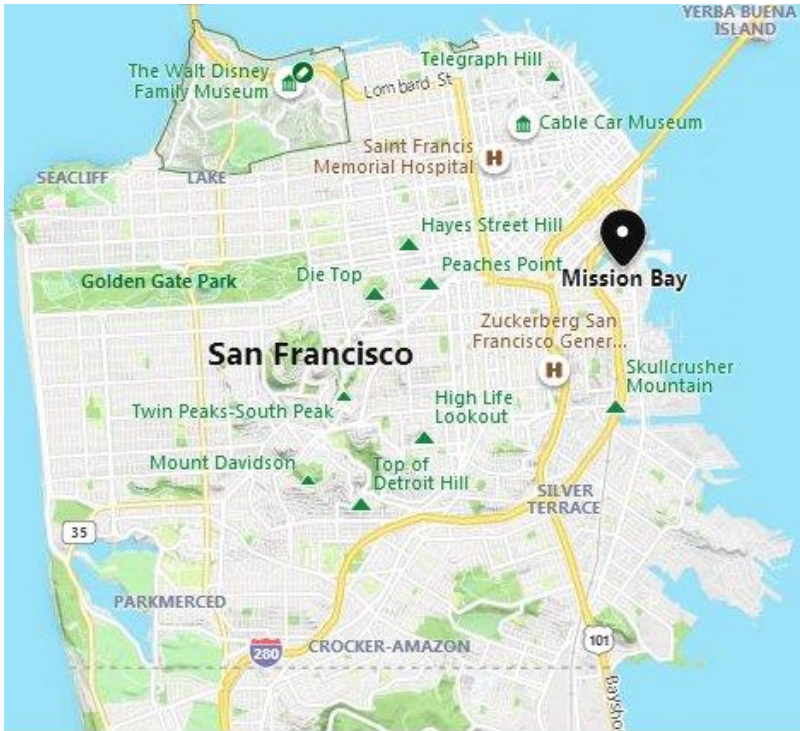 YERBA BUENA
ISLAND
Telegraph Hill
The Walt Disney
Family Museum
Lombard St
Cable Car Museum
Saint Francis
Memorial Hospital
H
SEACLIFF
LAKE
Hayes Street Hill
Peaches Point
Die Top
Golden Gate Park
Mission Bay
Zuckerberg San
Francisco Gener...
H
San Francisco
Skullcrusher
Mountain
High Life
Lookout
Twin Peaks-South Peak
Mount Davidson
Top of
Detroit Hill
SILVER
TERRACE
35
PARKMERCED
CROCKER-AMAZON
280
101
Baysho